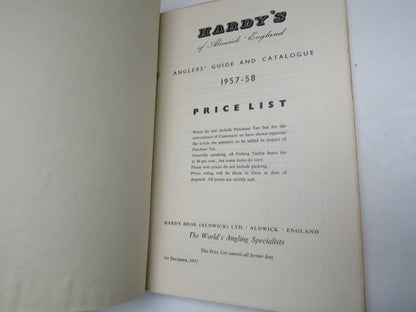 HARDY'S
of Alnwick · England
ANGLERS' GUIDE AND CATALOGUE
1957-58
PRICE LIST
Prices do not include Purchase Tax but for the
convenience of Customers we have shown opposite
the article the amounts to be added in respect of
Purchase Tax.
Generally speaking, all Fishing Tackle bears tax
at 30 per cent, but some items do vary.
Please note prices do not include packing.
Prices ruling will be those in force at date of
despatch. All prices are strictly nett.
HARDY BROS. (ALNWICK) LTD. · ALNWICK · ENGLAND
The World's Angling Specialists
This Price List cancels all former lists
1st December, 1957